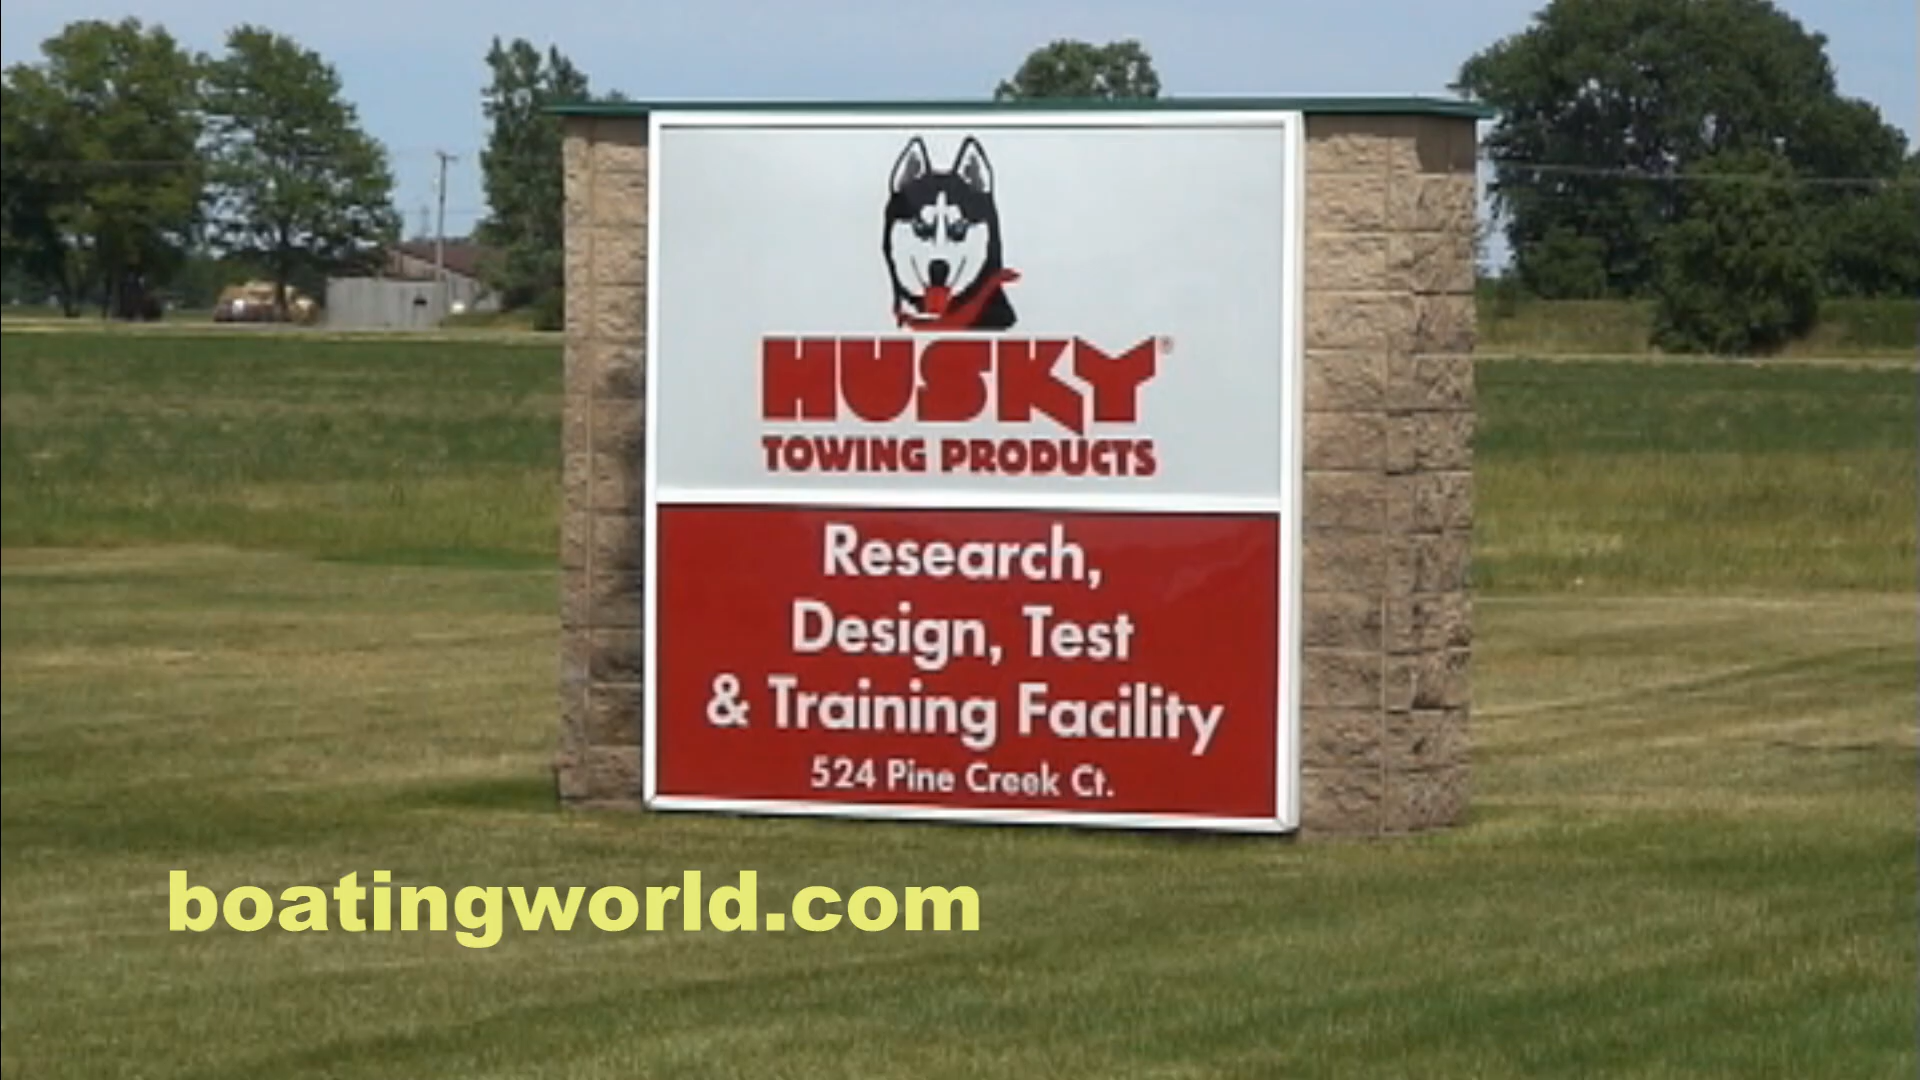 HUSKY®
TOWING PRODUCTS
Research,
Design, Test
& Training Facility
524 Pine Creek Ct.
boatingworld.com